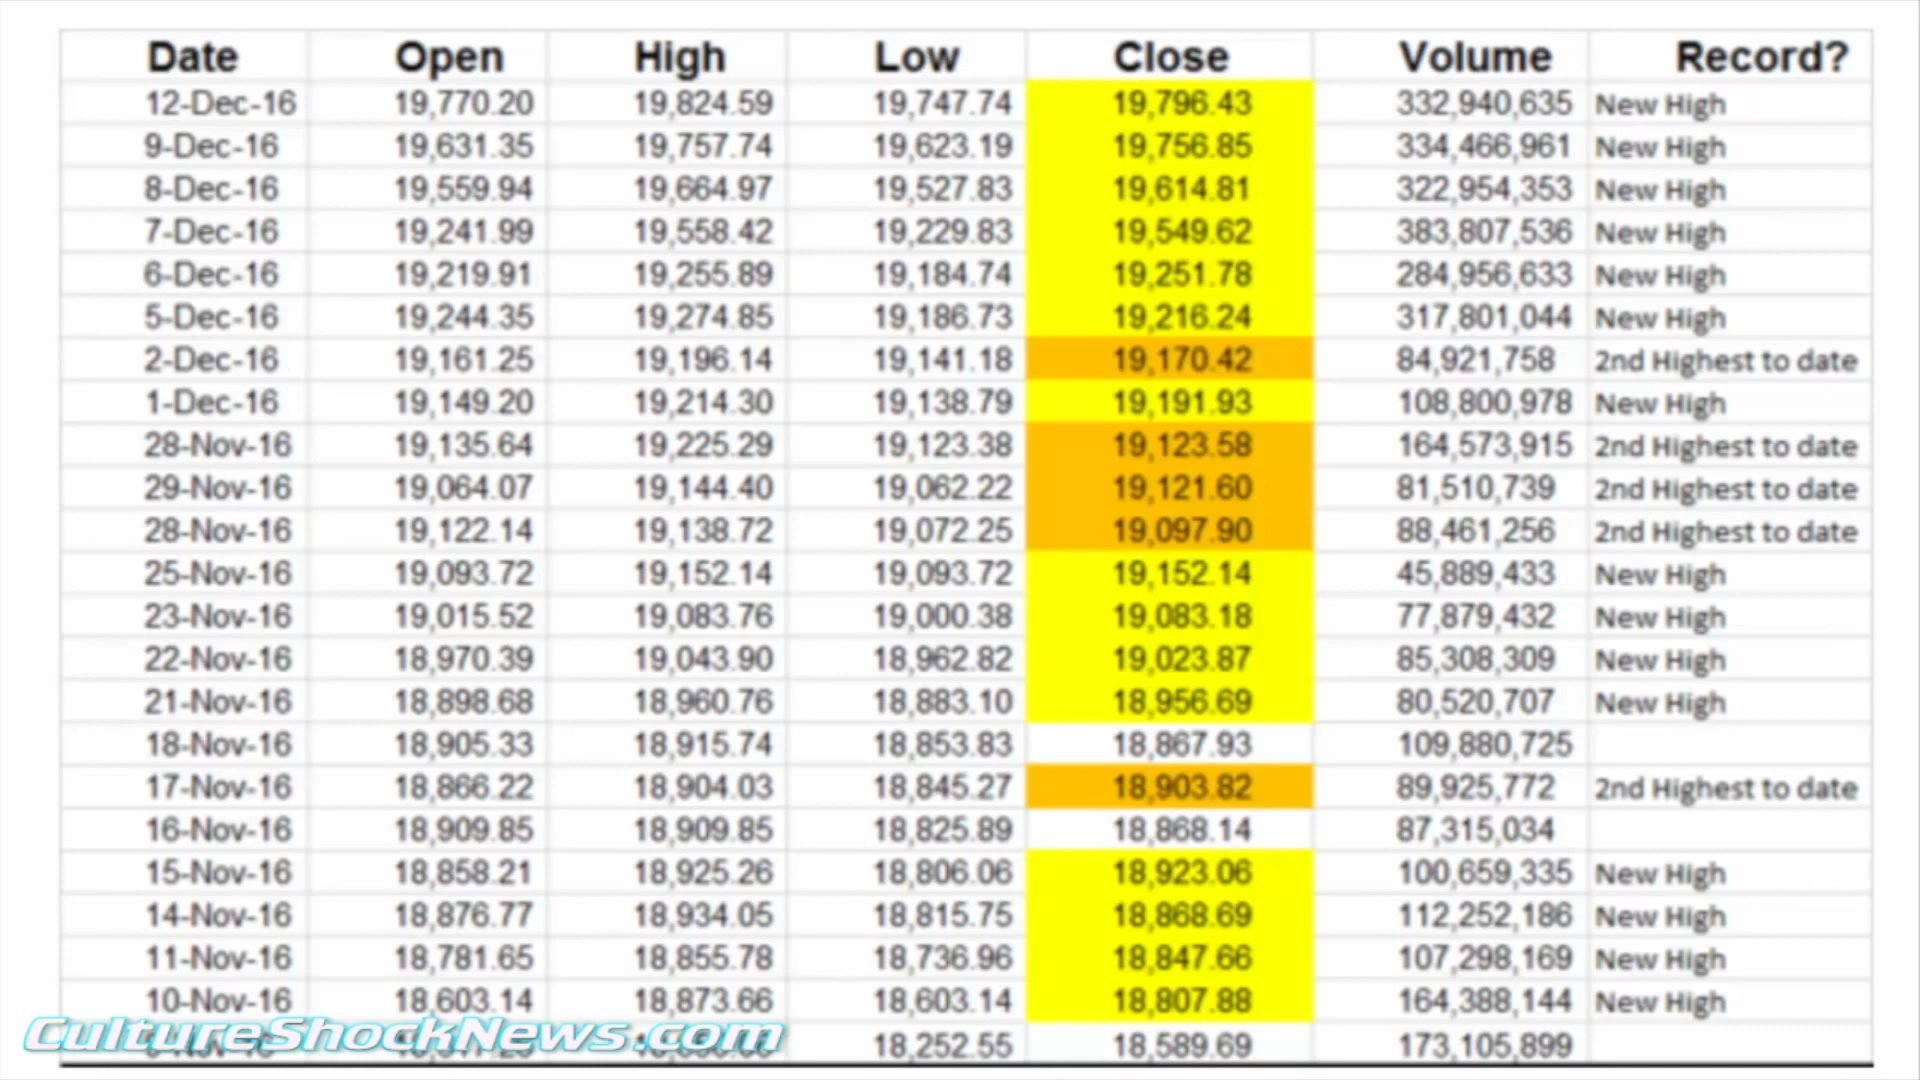 Date Open High Low Close Volume Record?
12-Dec-16 19,770.20 19,824.59 19,747.74 19,796.43 332,940,635 New High
9-Dec-16 19,631.35 19,757.74 19,623.19 19,756.85 334,466,961 New High
8-Dec-16 19,559.94 19,664.97 19,527.83 19,614.81 322,954,353 New High
7-Dec-16 19,241.99 19,558.42 19,229.83 19,549.62 383,807,536 New High
6-Dec-16 19,219.91 19,255.89 19,184.74 19,251.78 284,956,633 New High
5-Dec-16 19,244.35 19,274.85 19,186.73 19,216.24 317,801,044 New High
2-Dec-16 19,161.25 19,196.14 19,141.18 19,170.42 84,921,758 2nd Highest to date
1-Dec-16 19,149.20 19,214.30 19,138.79 19,191.93 108,800,978 New High
28-Nov-16 19,135.64 19,225.29 19,123.38 19,123.58 164,573,915 2nd Highest to date
29-Nov-16 19,064.07 19,144.40 19,062.22 19,121.60 81,510,739 2nd Highest to date
28-Nov-16 19,122.14 19,138.72 19,072.25 19,097.90 88,461,256 2nd Highest to date
25-Nov-16 19,093.72 19,152.14 19,093.72 19,152.14 45,889,433 New High
23-Nov-16 19,015.52 19,083.76 19,000.38 19,083.18 77,879,432 New High
22-Nov-16 18,970.39 19,043.90 18,962.82 19,023.87 85,308,309 New High
21-Nov-16 18,898.68 18,960.76 18,883.10 18,956.69 80,520,707 New High
18-Nov-16 18,905.33 18,915.74 18,853.83 18,867.93 109,880,725
17-Nov-16 18,866.22 18,904.03 18,845.27 18,903.82 89,925,772 2nd Highest to date
16-Nov-16 18,909.85 18,909.85 18,825.89 18,868.14 87,315,034
15-Nov-16 18,858.21 18,925.26 18,806.06 18,923.06 100,659,335 New High
14-Nov-16 18,876.77 18,934.05 18,815.75 18,868.69 112,252,186 New High
11-Nov-16 18,781.65 18,855.78 18,736.96 18,847.66 107,298,169 New High
10-Nov-16 18,603.14 18,873.66 18,603.14 18,807.88 164,388,144 New High
CultureShockNews.com
18,252.55 18,589.69 173,105,899